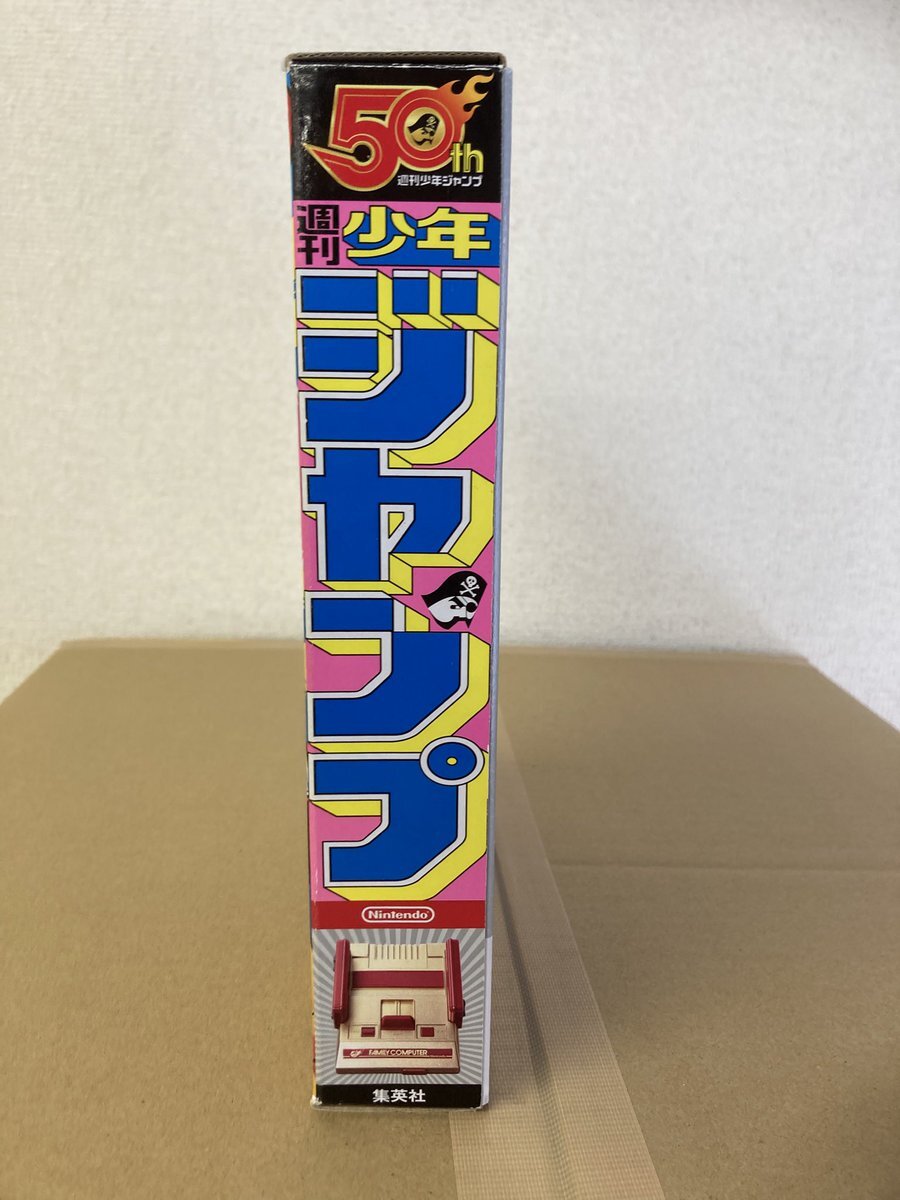 50th
週刊少年ジャンプ
週刊 少年
ジャンプ
Nintendo
FAMILY COMPUTER
集英社